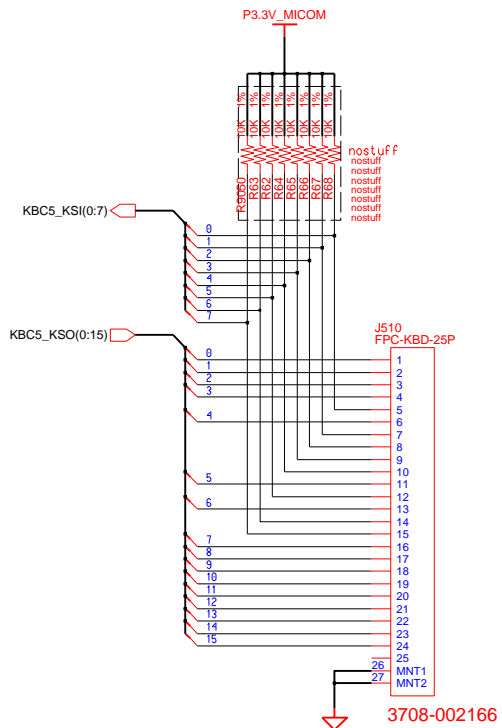 P3.3V_MICOM
10K 1%
10K 1%
10K 1%
10K 1%
10K 1%
10K 1%
10K 1%
10K 1%
R9050
R63
R62
R64
R65
R66
R67
R68
nostuff
nostuff
nostuff
nostuff
nostuff
nostuff
nostuff
nostuff
KBC5_KSI(0:7)
0
1
2
3
4
5
6
7
KBC5_KSO(0:15)
J510
FPC-KBD-25P
0
1
2
3
4
5
6
7
8
9
10
11
12
13
14
15
1
2
3
4
5
6
7
8
9
10
11
12
13
14
15
16
17
18
19
20
21
22
23
24
25
26 MNT1
27 MNT2
3708-002166